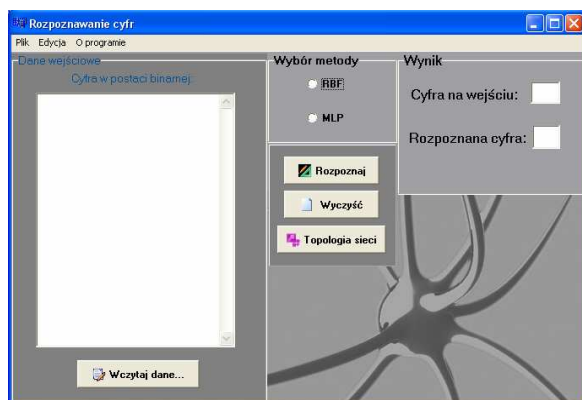 Rozpoznawanie cyfr
Plik Edycja O programie
Dane wejściowe
Cyfra w postaci binarnej:
Wczytaj dane...
Wybór metody
RBF
MLP
Rozpoznaj
Wyczyść
Topologia sieci
Wynik
Cyfra na wejściu:
Rozpoznana cyfra: